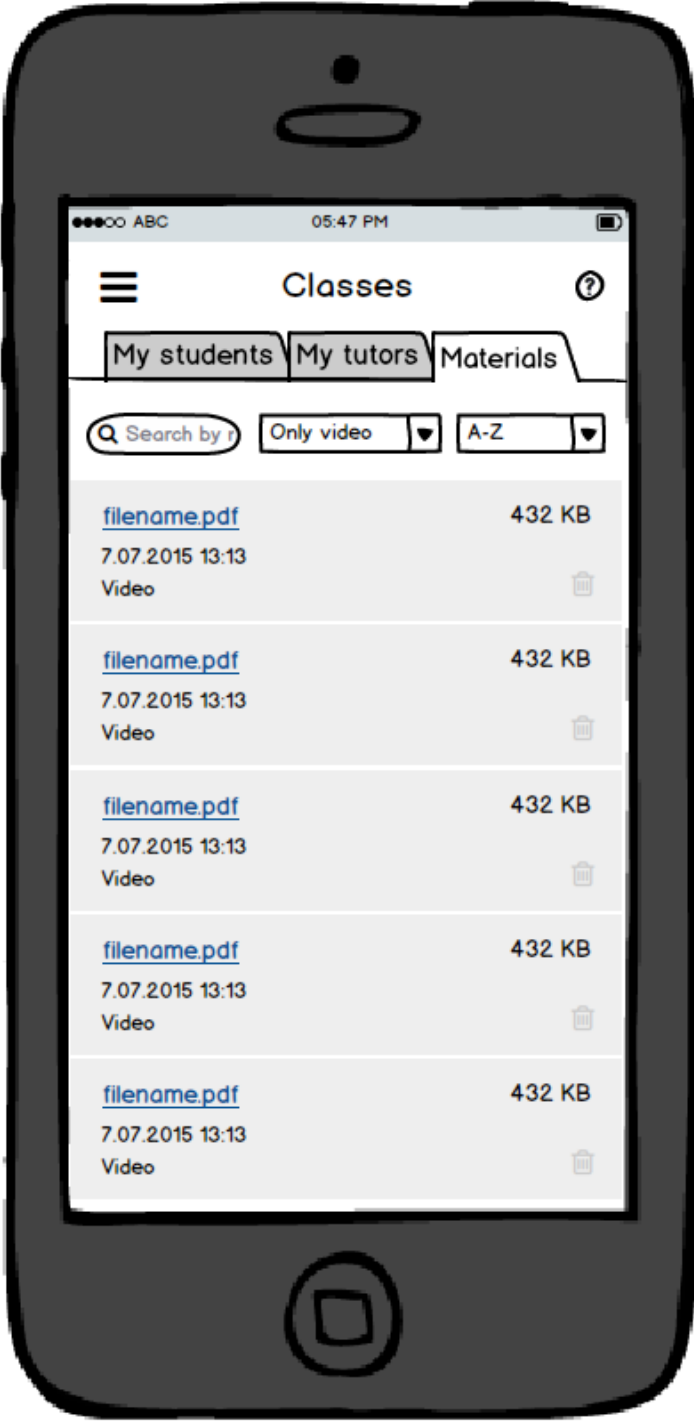 ABC 05:47 PM
Classes
My students My tutors Materials
Search by Only video A-Z
filename.pdf 432 KB
7.07.2015 13:13
Video
filename.pdf 432 KB
7.07.2015 13:13
Video
filename.pdf 432 KB
7.07.2015 13:13
Video
filename.pdf 432 KB
7.07.2015 13:13
Video
filename.pdf 432 KB
7.07.2015 13:13
Video